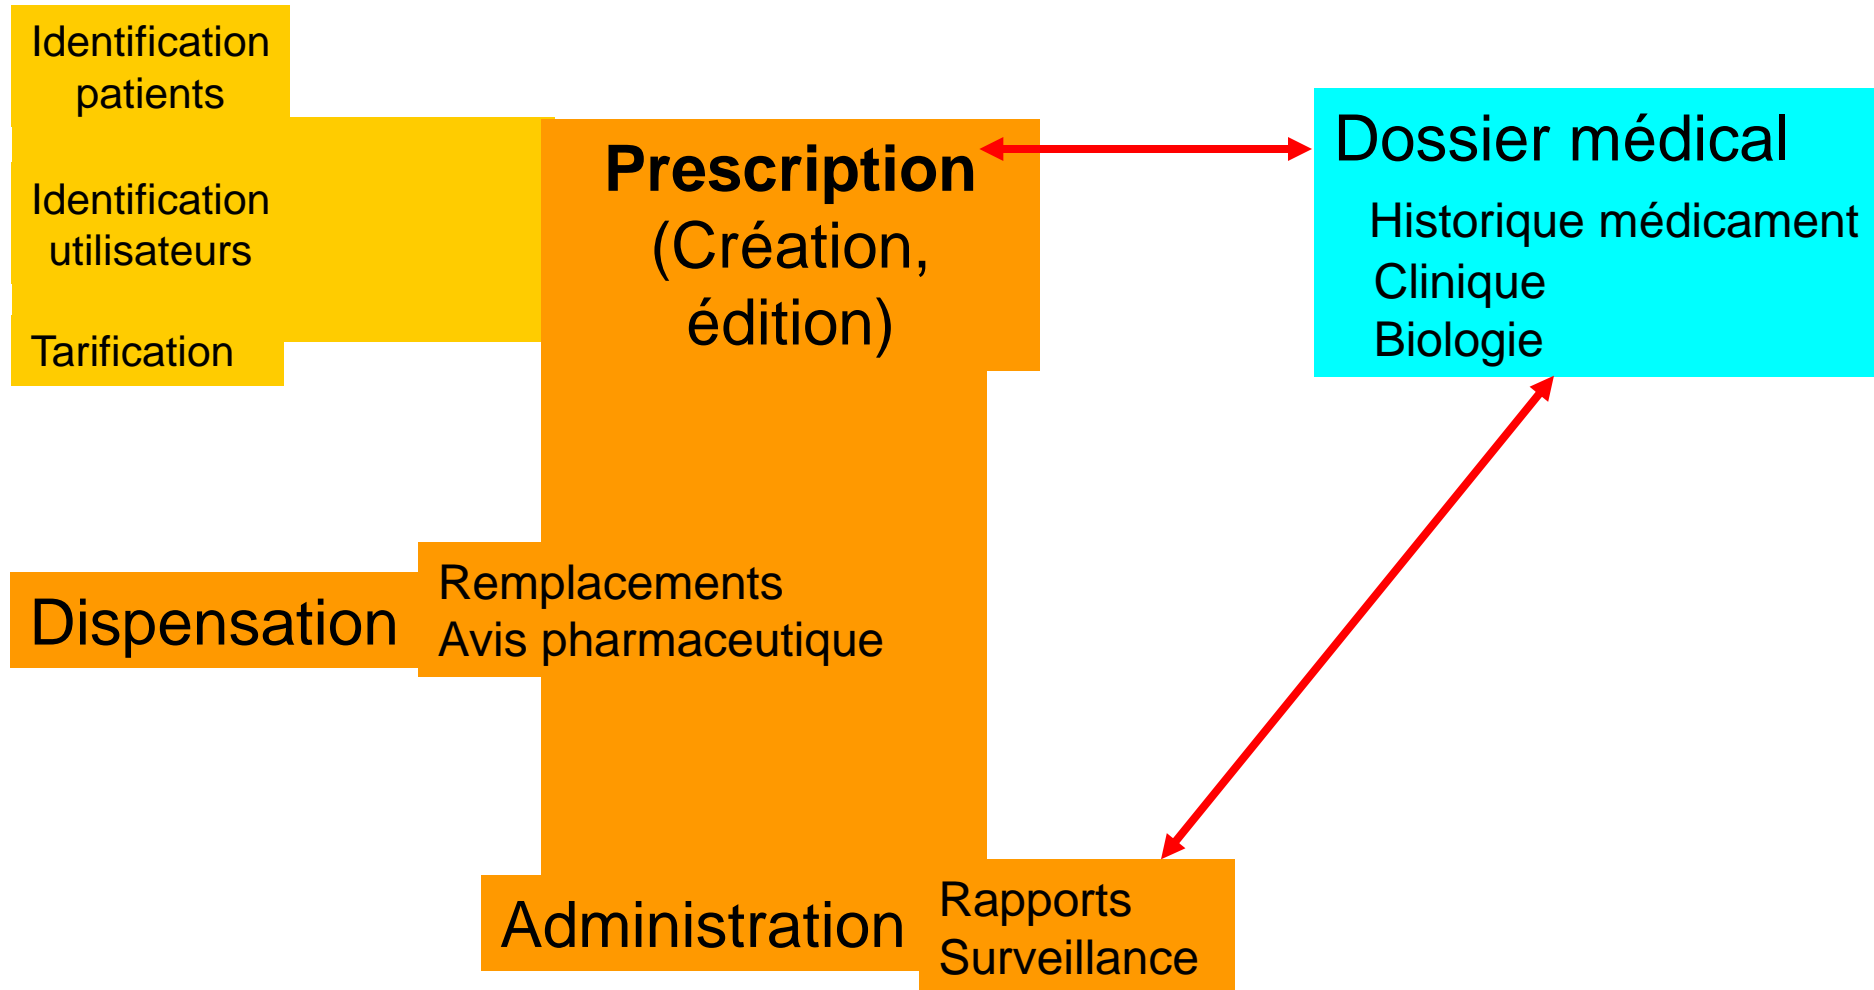 Identification
patients
Identification
utilisateurs
Tarification
Prescription
(Création,
édition)
Dossier médical
Historique médicament
Clinique
Biologie
Dispensation
Remplacements
Avis pharmaceutique
Administration
Rapports
Surveillance